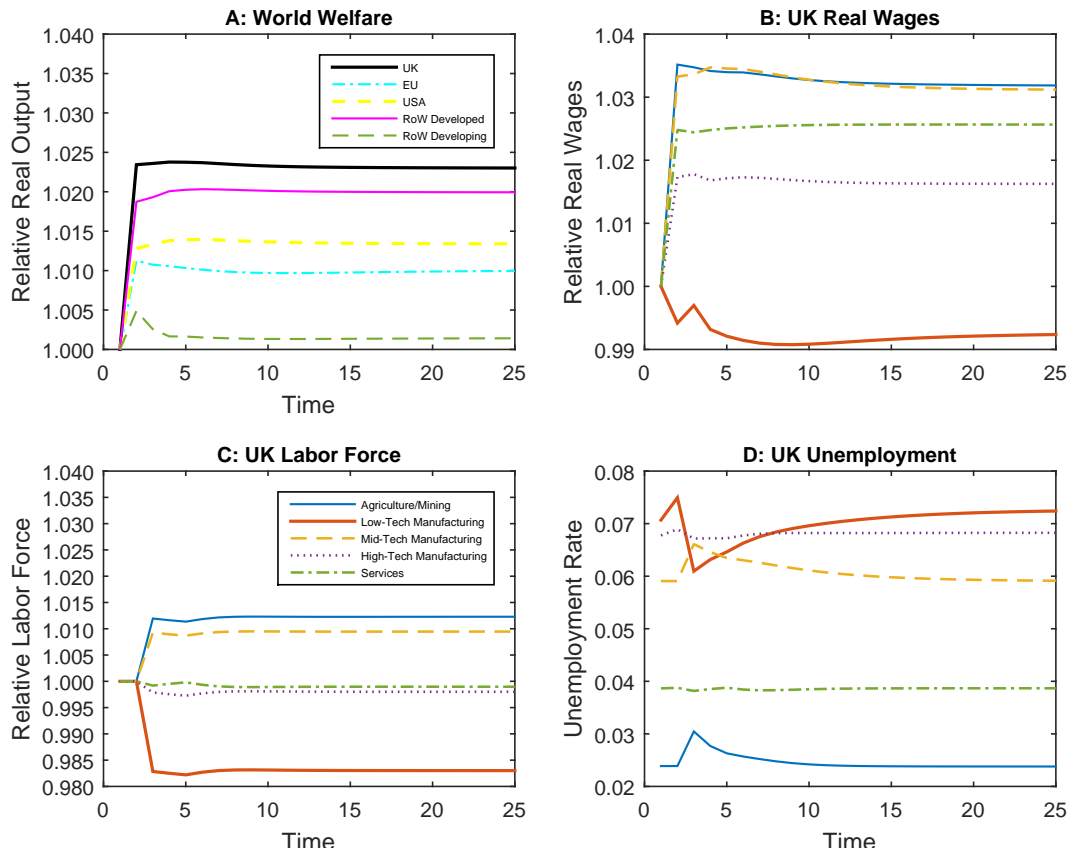 A: World Welfare
1.040
1.035
1.030
1.025
1.020
1.015
1.010
1.005
1.000
Relative Real Output
UK
EU
USA
RoW Developed
RoW Developing
0 5 10 15 20 25
Time
B: UK Real Wages
1.04
1.03
1.02
1.01
1.00
0.99
Relative Real Wages
0 5 10 15 20 25
Time
C: UK Labor Force
1.040
1.035
1.030
1.025
1.020
1.015
1.010
1.005
1.000
0.995
0.990
0.985
0.980
Relative Labor Force
Agriculture/Mining
Low-Tech Manufacturing
Mid-Tech Manufacturing
High-Tech Manufacturing
Services
0 5 10 15 20 25
Time
D: UK Unemployment
0.08
0.07
0.06
0.05
0.04
0.03
0.02
Unemployment Rate
0 5 10 15 20 25
Time